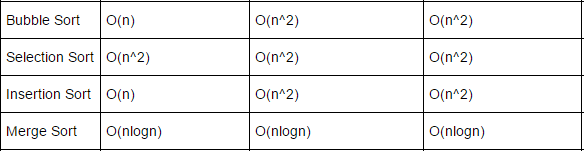 Bubble Sort O(n) O(n^2) O(n^2)
Selection Sort O(n^2) O(n^2) O(n^2)
Insertion Sort O(n) O(n^2) O(n^2)
Merge Sort O(nlogn) O(nlogn) O(nlogn)